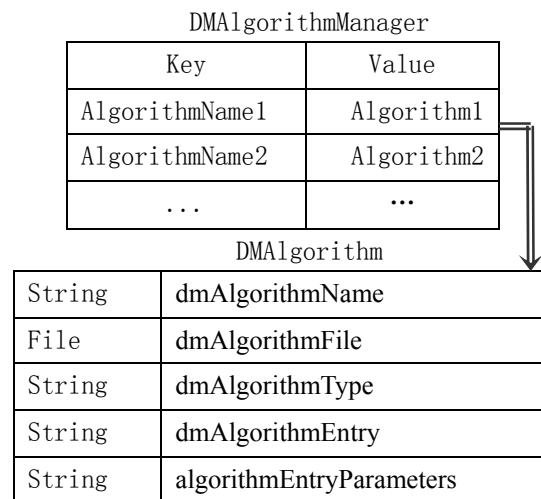 DMAlgorithmManager
Key Value
AlgorithmName1 Algorithm1
AlgorithmName2 Algorithm2
... ...
DMAlgorithm
String dmAlgorithmName
File dmAlgorithmFile
String dmAlgorithmType
String dmAlgorithmEntry
String algorithmEntryParameters